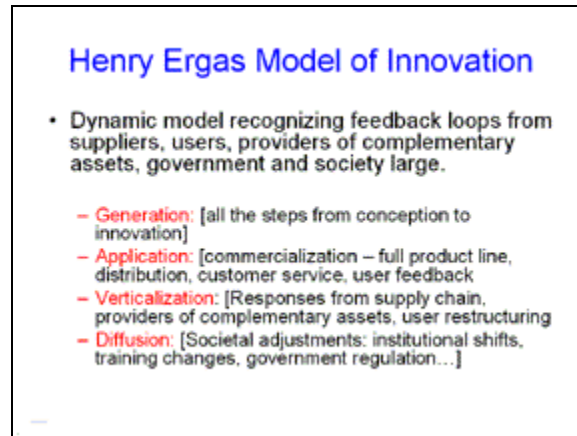 Henry Ergas Model of Innovation
• Dynamic model recognizing feedback loops from
suppliers, users, providers of complementary
assets, government and society large.
– Generation: [all the steps from conception to
innovation]
– Application: [commercialization – full product line,
distribution, customer service, user feedback
– Verticalization: [Responses from supply chain,
providers of complementary assets, user restructuring
– Diffusion: [Societal adjustments: institutional shifts,
training changes, government regulation…]